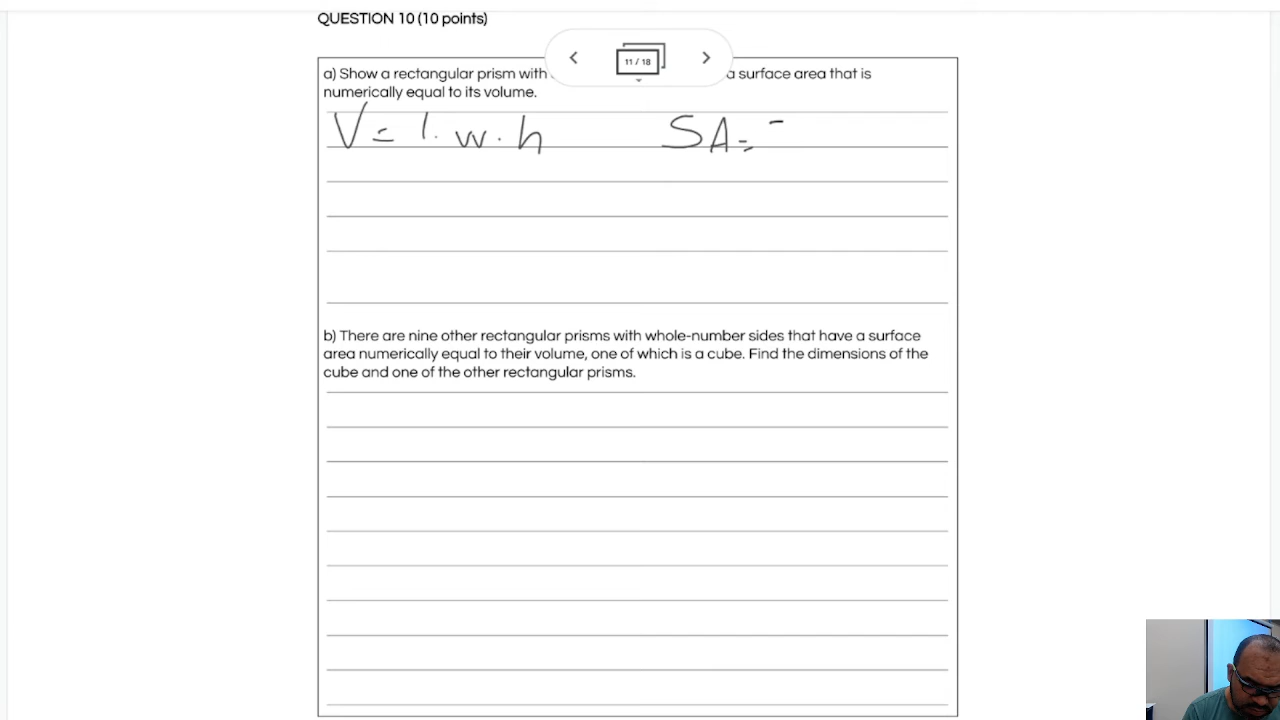 QUESTION 10 (10 points)
11 / 18
a) Show a rectangular prism with a surface area that is
numerically equal to its volume.
V = l. w. h SA =
b) There are nine other rectangular prisms with whole-number sides that have a surface
area numerically equal to their volume, one of which is a cube. Find the dimensions of the
cube and one of the other rectangular prisms.